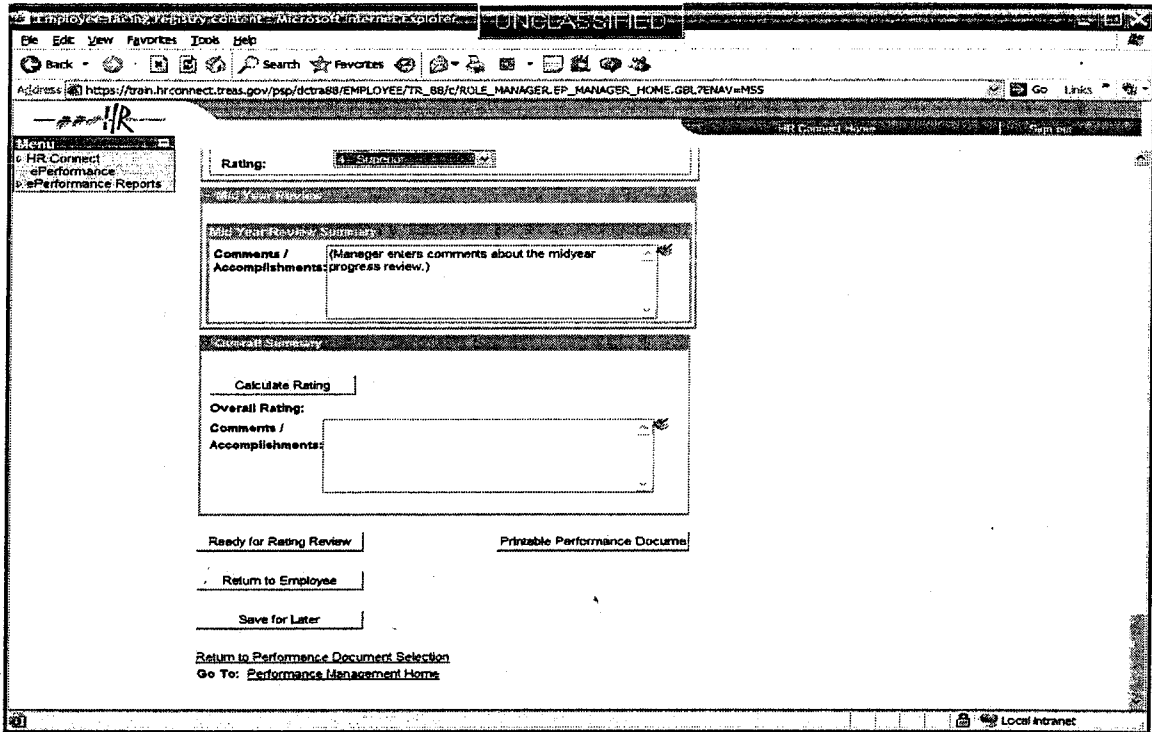 Employee-facing registry content - Microsoft Internet Explorer
UNCLASSIFIED
File Edit View Favorites Tools Help
Back Search Favorites
Address https://train.hrconnect.treas.gov/psp/dctra88/EMPLOYEE/TR_88/c/ROLE_MANAGER.EP_MANAGER_HOME.GBL?ENAV=MSS Go Links
HR
HR Connect Home Sign out
Menu
HR Connect
ePerformance
ePerformance Reports
Rating: 4 - Superior
Mid Year Review
Mid Year Review Summary
Comments / Accomplishments: (Manager enters comments about the midyear
progress review.)
Overall Summary
Calculate Rating
Overall Rating:
Comments /
Accomplishments:
Ready for Rating Review Printable Performance Docume
Return to Employee
Save for Later
Return to Performance Document Selection
Go To: Performance Management Home
Local intranet